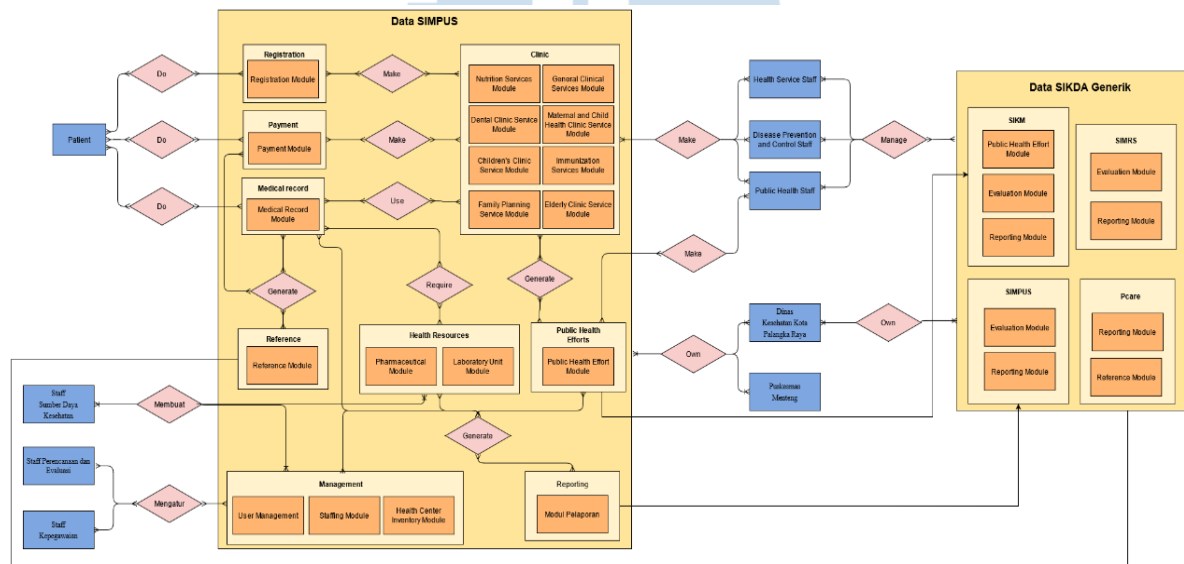 Data SIMPUS
Registration
Registration Module
Do
Make
Clinic
Nutrition Services
Module
General Clinical
Services Module
Dental Clinic Service
Module
Maternal and Child
Health Clinic Service
Module
Children's Clinic
Service Module
Immunization
Services Module
Family Planning
Service Module
Elderly Clinic Service
Module
Patient
Do
Payment
Payment Module
Make
Do
Medical record
Medical Record
Module
Use
Generate
Require
Generate
Reference
Reference Module
Health Resources
Pharmaceutical
Module
Laboratory Unit
Module
Public Health
Efforts
Public Health Effort
Module
Make
Health Service Staff
Disease Prevention
and Control Staff
Public Health Staff
Manage
Make
Own
Dinas
Kesehatan Kota
Palangka Raya
Puskesmas
Menteng
Own
Data SIKDA Generik
SIKM
Public Health Effort
Module
Evaluation Module
Reporting Module
SIMRS
Evaluation Module
Reporting Module
SIMPUS
Evaluation Module
Reporting Module
Pcare
Reporting Module
Reference Module
Staff
Sumber Daya
Kesehatan
Membuat
Staff Perencanaan dan
Evaluasi
Mengatur
Staff
Kepegawaian
Management
User Management
Staffing Module
Health Center
Inventory Module
Generate
Reporting
Modul Pelaporan